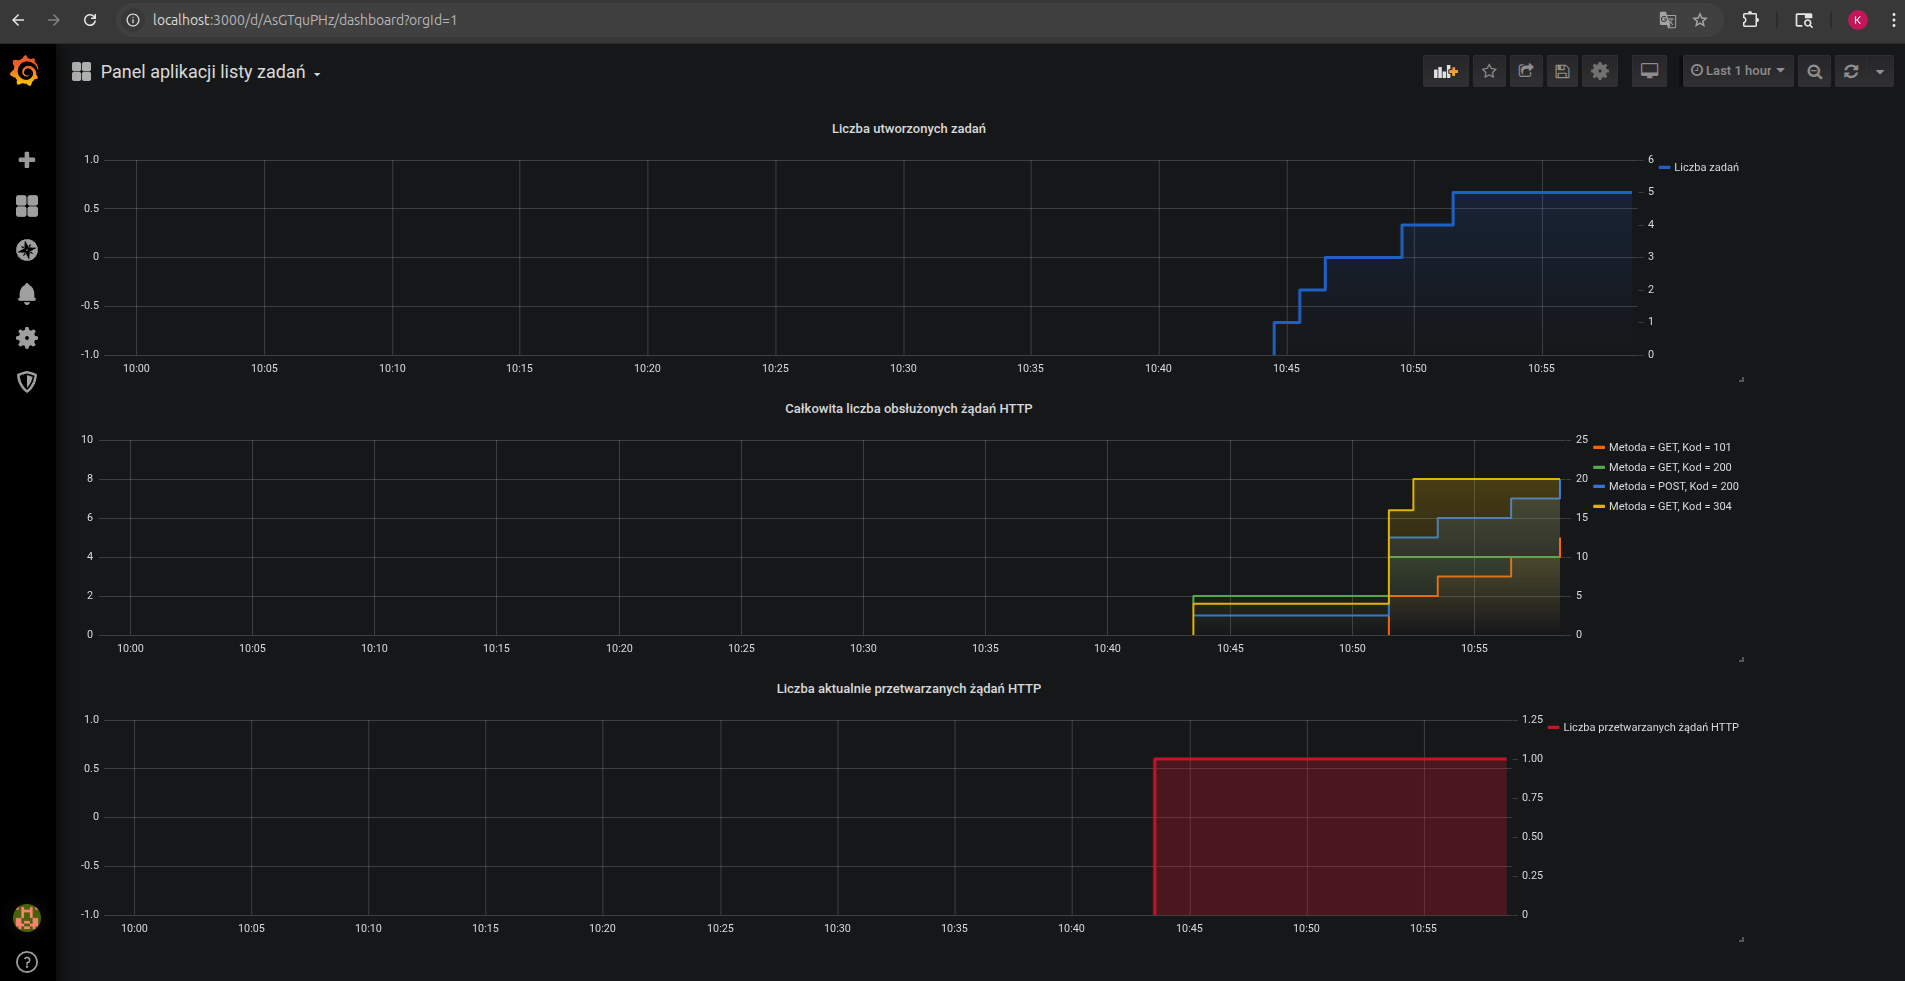 localhost:3000/d/AsGTquPHz/dashboard?orgId=1
K
Panel aplikacji listy zadań
Last 1 hour
Liczba utworzonych zadań
1.0
0.5
0
-0.5
-1.0
6
5
4
3
2
1
0
Liczba zadań
10:00 10:05 10:10 10:15 10:20 10:25 10:30 10:35 10:40 10:45 10:50 10:55
Całkowita liczba obsłużonych żądań HTTP
10
8
6
4
2
0
25
20
15
10
5
0
Metoda = GET, Kod = 101
Metoda = GET, Kod = 200
Metoda = POST, Kod = 200
Metoda = GET, Kod = 304
10:00 10:05 10:10 10:15 10:20 10:25 10:30 10:35 10:40 10:45 10:50 10:55
Liczba aktualnie przetwarzanych żądań HTTP
1.0
0.5
0
-0.5
-1.0
1.25
1.00
0.75
0.50
0.25
0
Liczba przetwarzanych żądań HTTP
10:00 10:05 10:10 10:15 10:20 10:25 10:30 10:35 10:40 10:45 10:50 10:55